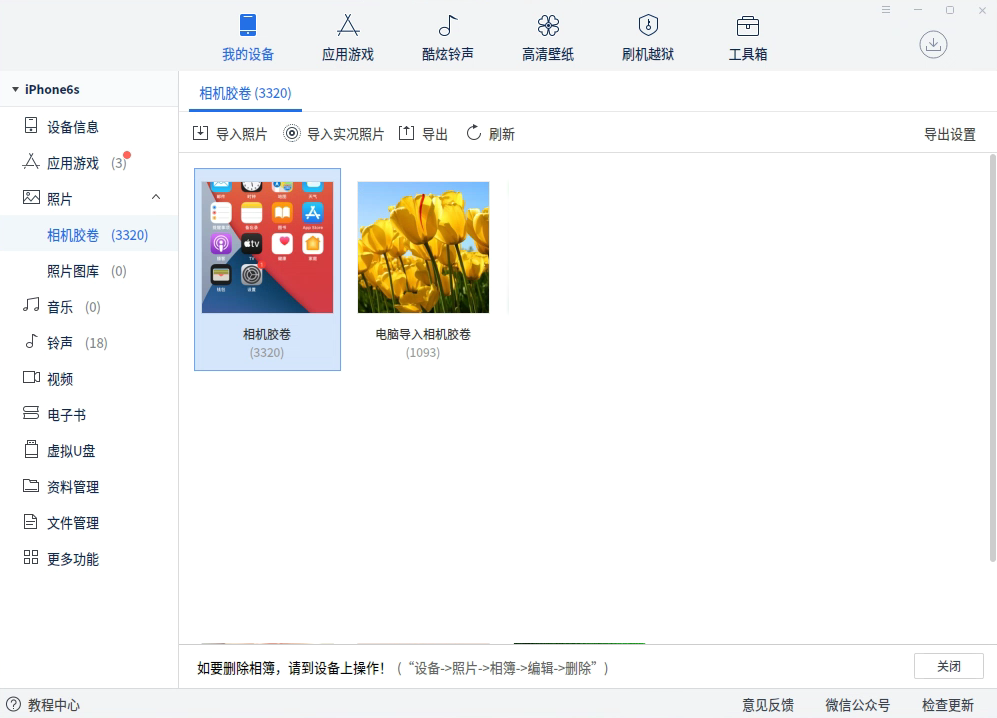 我的设备
应用游戏
酷炫铃声
高清壁纸
刷机越狱
工具箱
iPhone6s
设备信息
应用游戏 (3)
照片
相机胶卷 (3320)
照片图库 (0)
音乐 (0)
铃声 (18)
视频
电子书
虚拟U盘
资料管理
文件管理
更多功能
相机胶卷 (3320)
导入照片
导入实况照片
导出
刷新
导出设置
App Store
tv
相机胶卷
(3320)
电脑导入相机胶卷
(1093)
如要删除相簿，请到设备上操作！（“设备->照片->相簿->编辑->删除”）
关闭
教程中心
意见反馈
微信公众号
检查更新